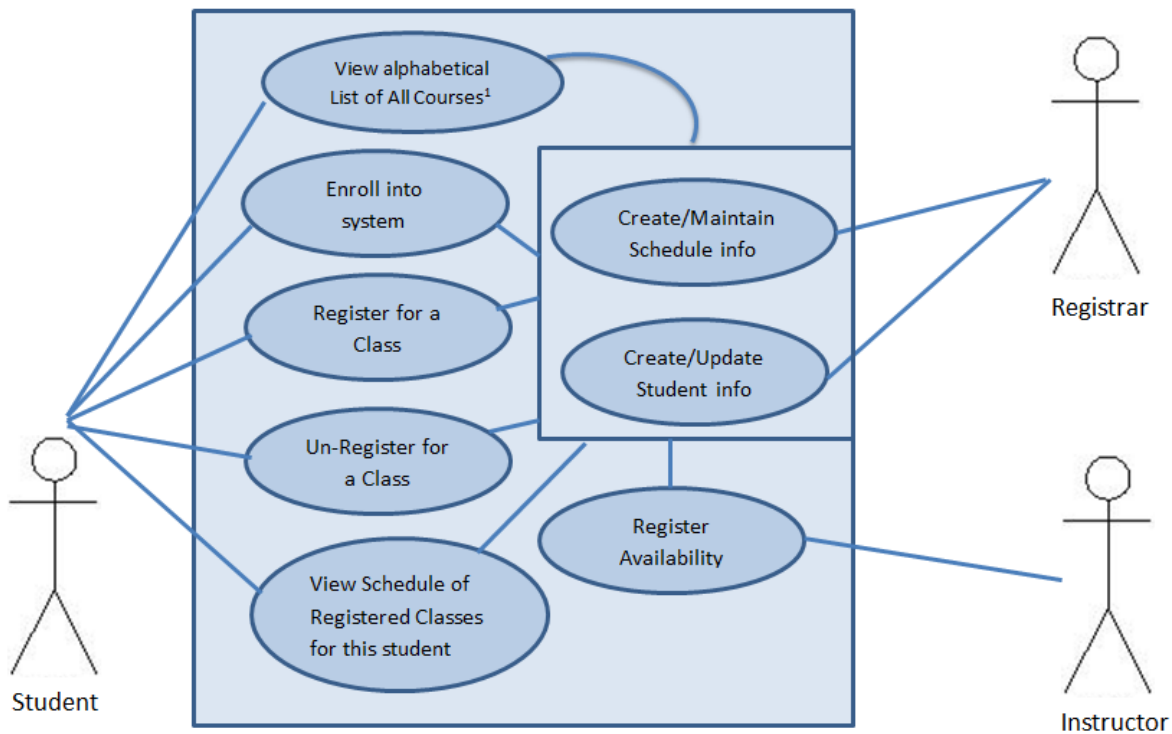 View alphabetical
List of All Courses¹
Enroll into
system
Register for a
Class
Un-Register for
a Class
View Schedule of
Registered Classes
for this student
Create/Maintain
Schedule info
Create/Update
Student info
Register
Availability
Student
Registrar
Instructor